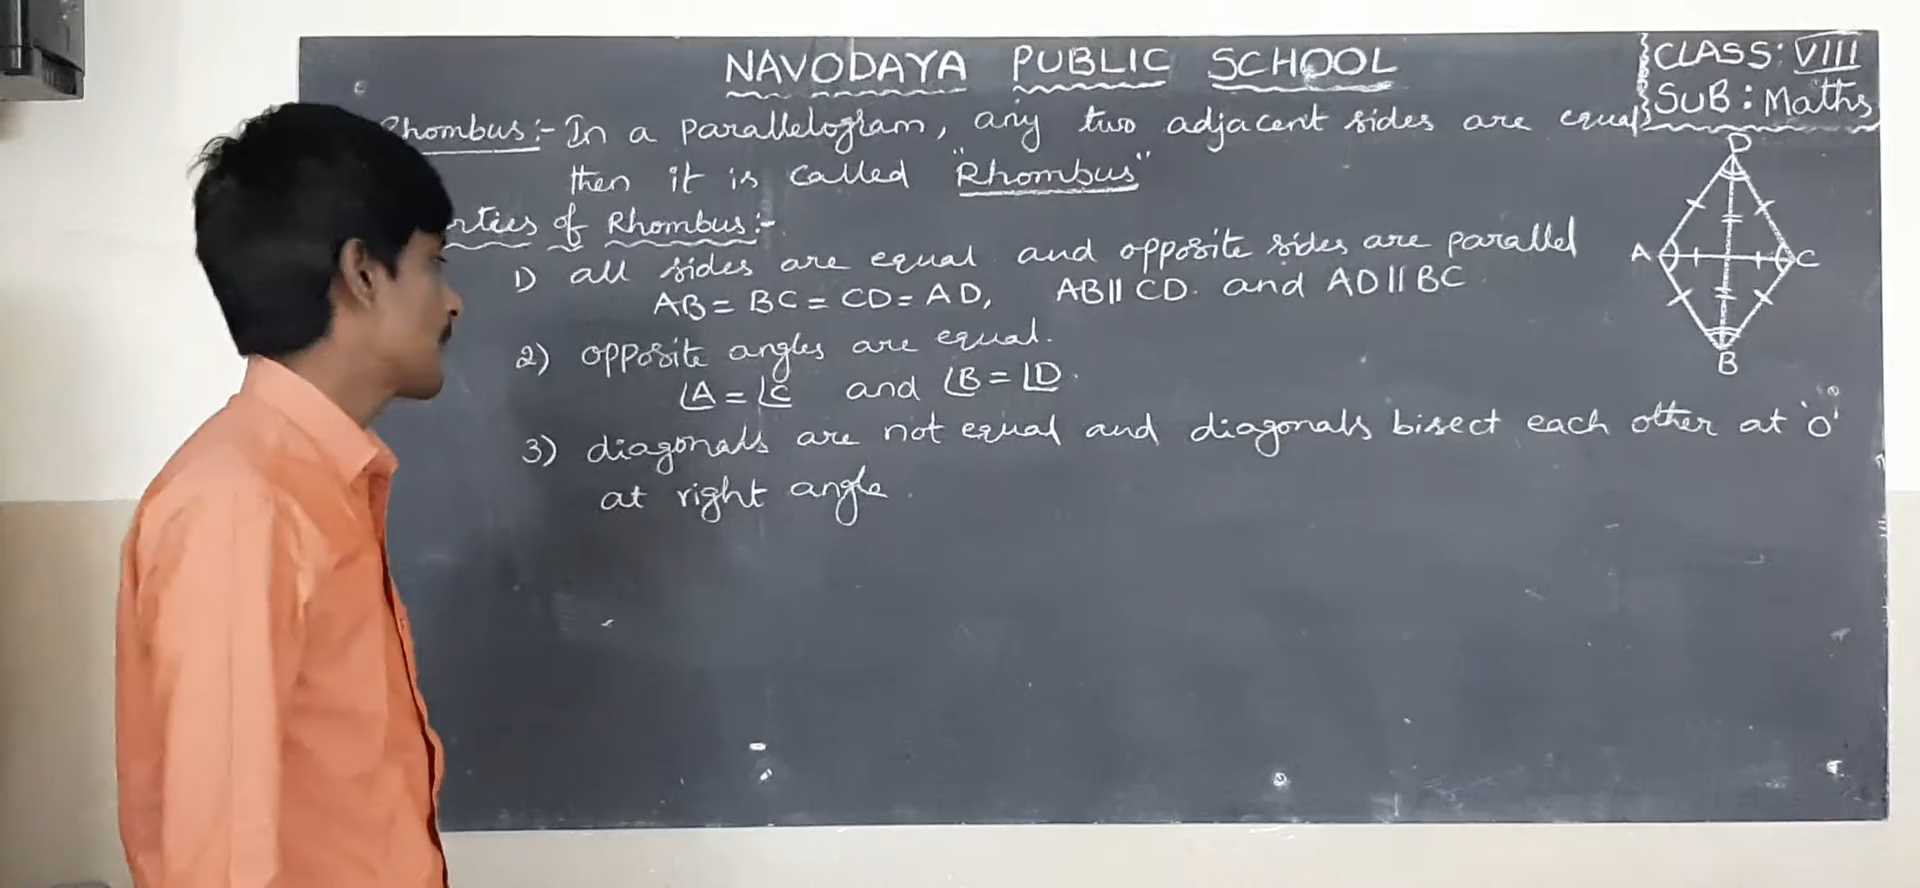 NAVODAYA PUBLIC SCHOOL
CLASS: VIII
SUB: Maths
Rhombus:- In a parallelogram, any two adjacent sides are equal
then it is called "Rhombus"
of Rhombus:-
1) all sides are equal and opposite sides are parallel
AB = BC = CD = AD, AB || CD. and AD || BC
2) opposite angles are equal.
∠A = ∠C and ∠B = ∠D.
3) diagonals are not equal and diagonals bisect each other at 'O'
at right angle.
D
A
C
B